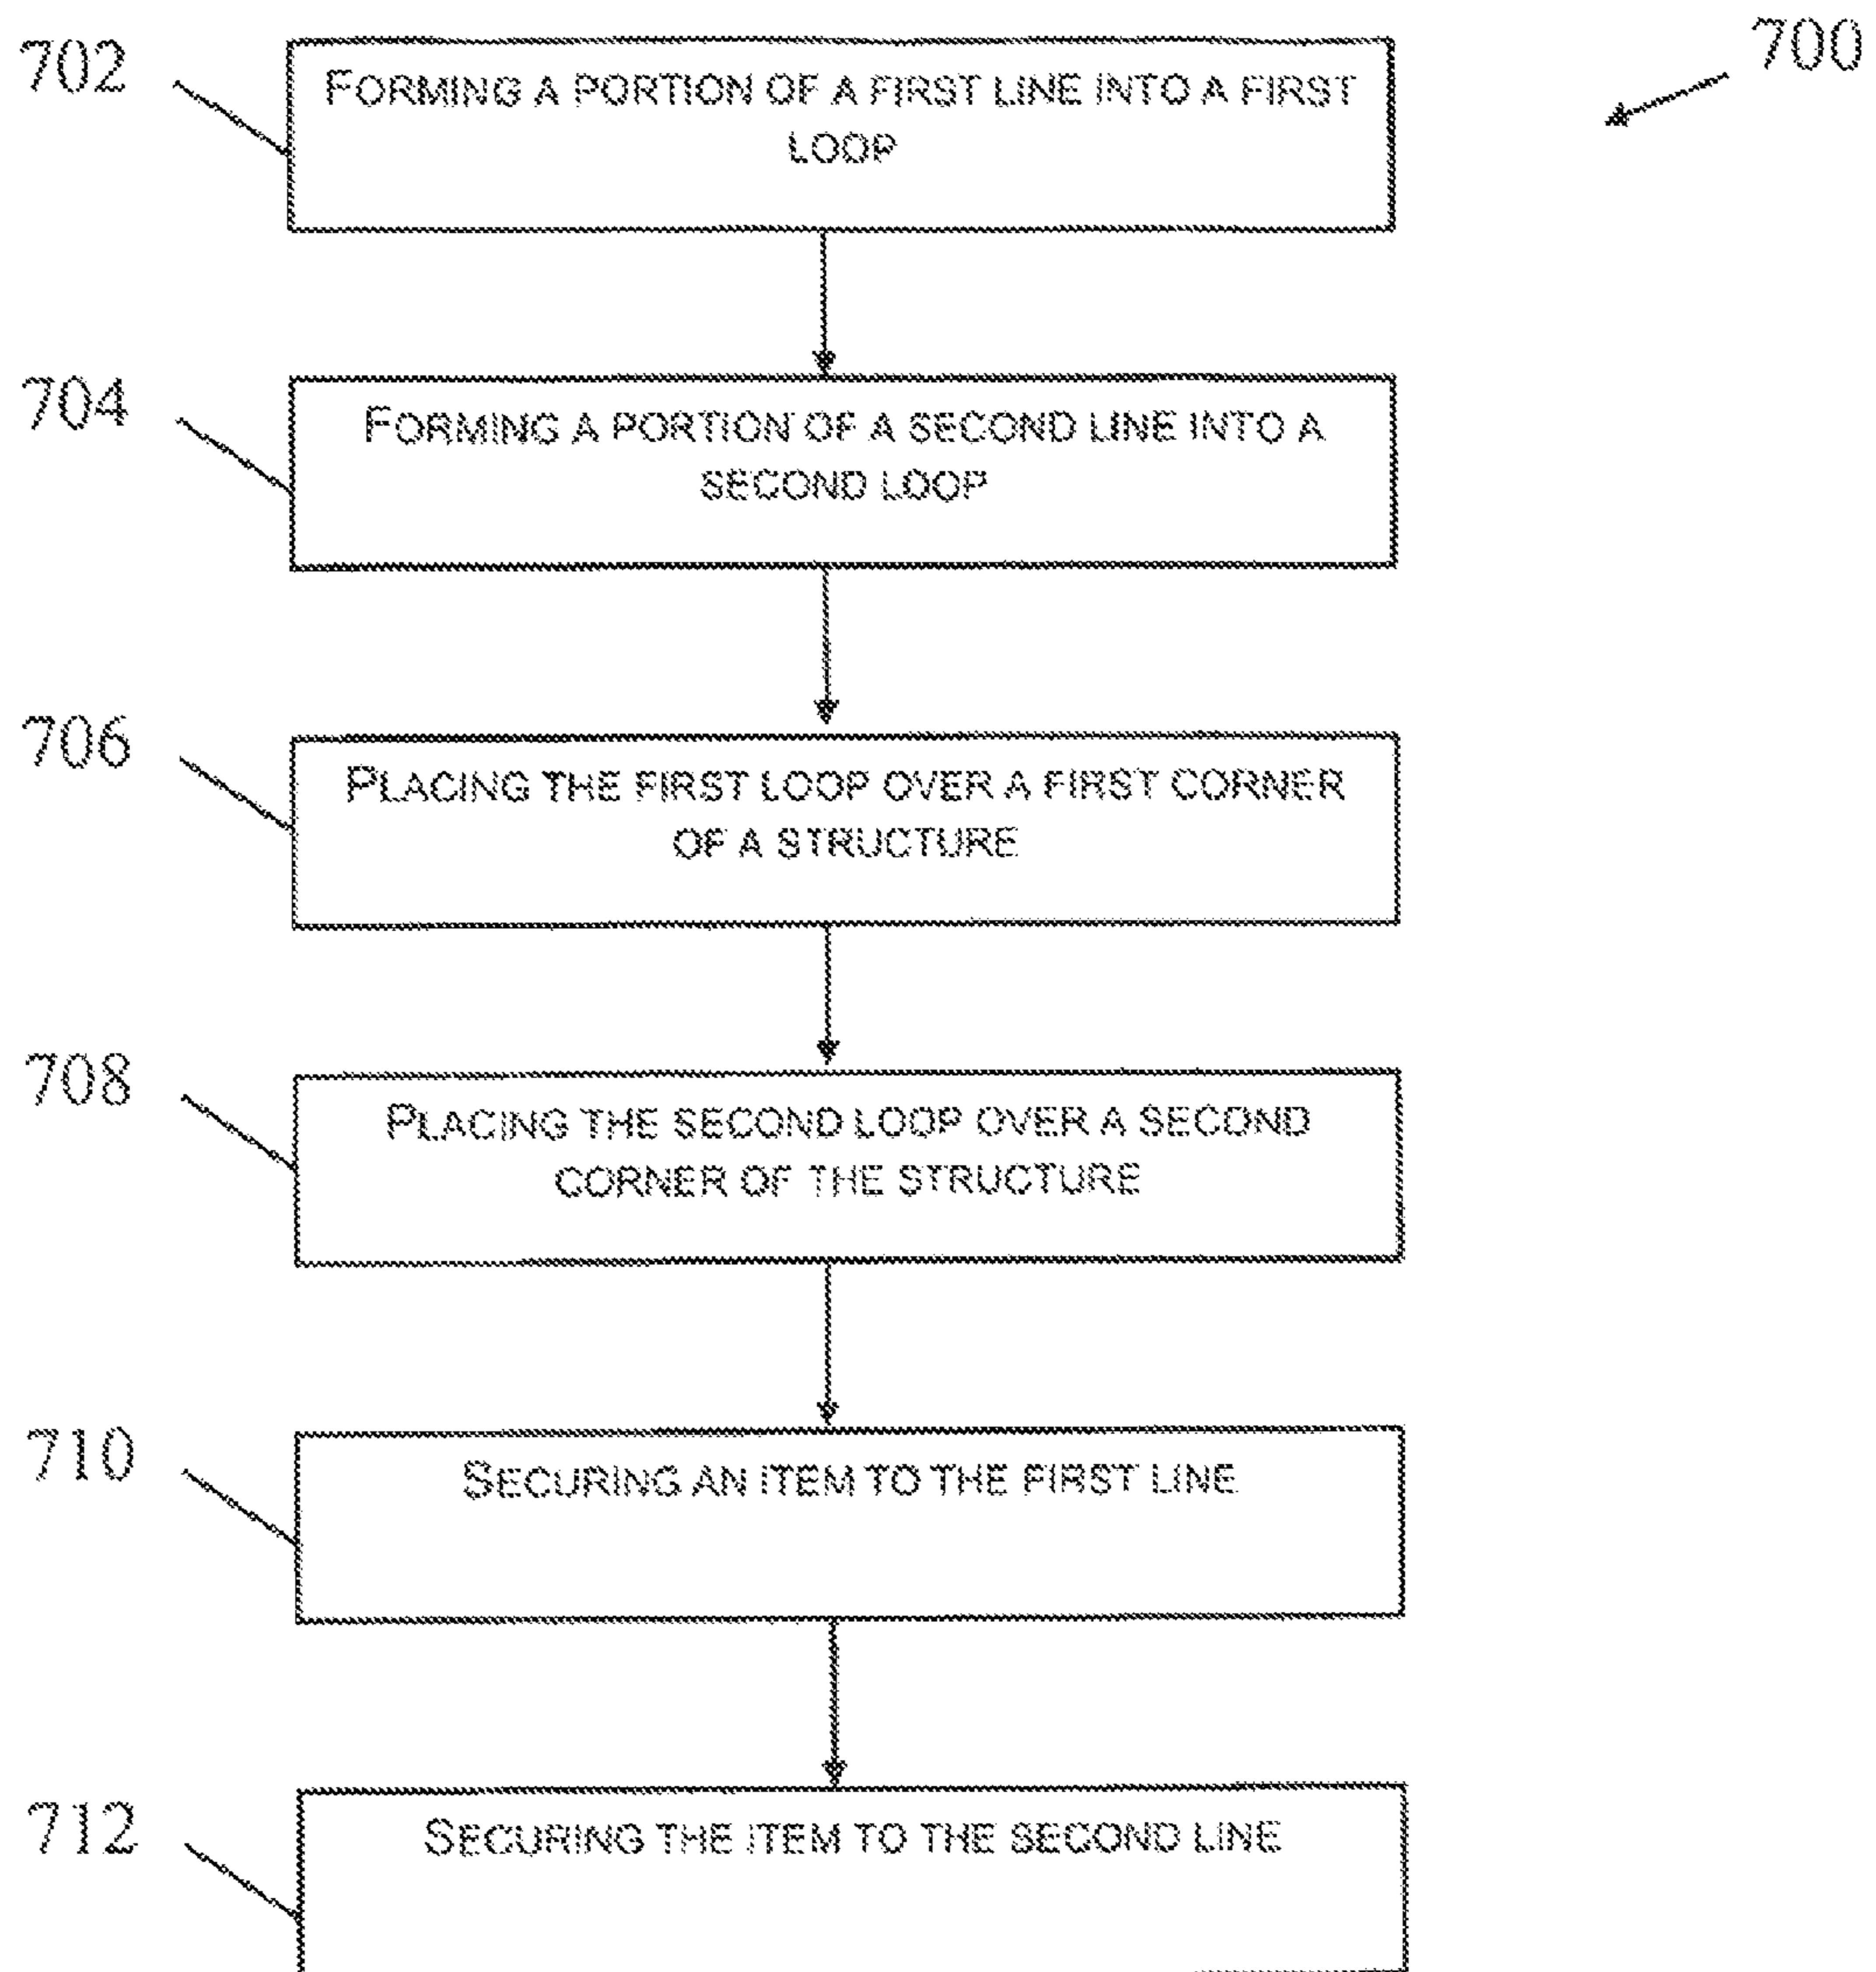 700
702
FORMING A PORTION OF A FIRST LINE INTO A FIRST
LOOP
704
FORMING A PORTION OF A SECOND LINE INTO A
SECOND LOOP
706
PLACING THE FIRST LOOP OVER A FIRST CORNER
OF A STRUCTURE
708
PLACING THE SECOND LOOP OVER A SECOND
CORNER OF THE STRUCTURE
710
SECURING AN ITEM TO THE FIRST LINE
712
SECURING THE ITEM TO THE SECOND LINE